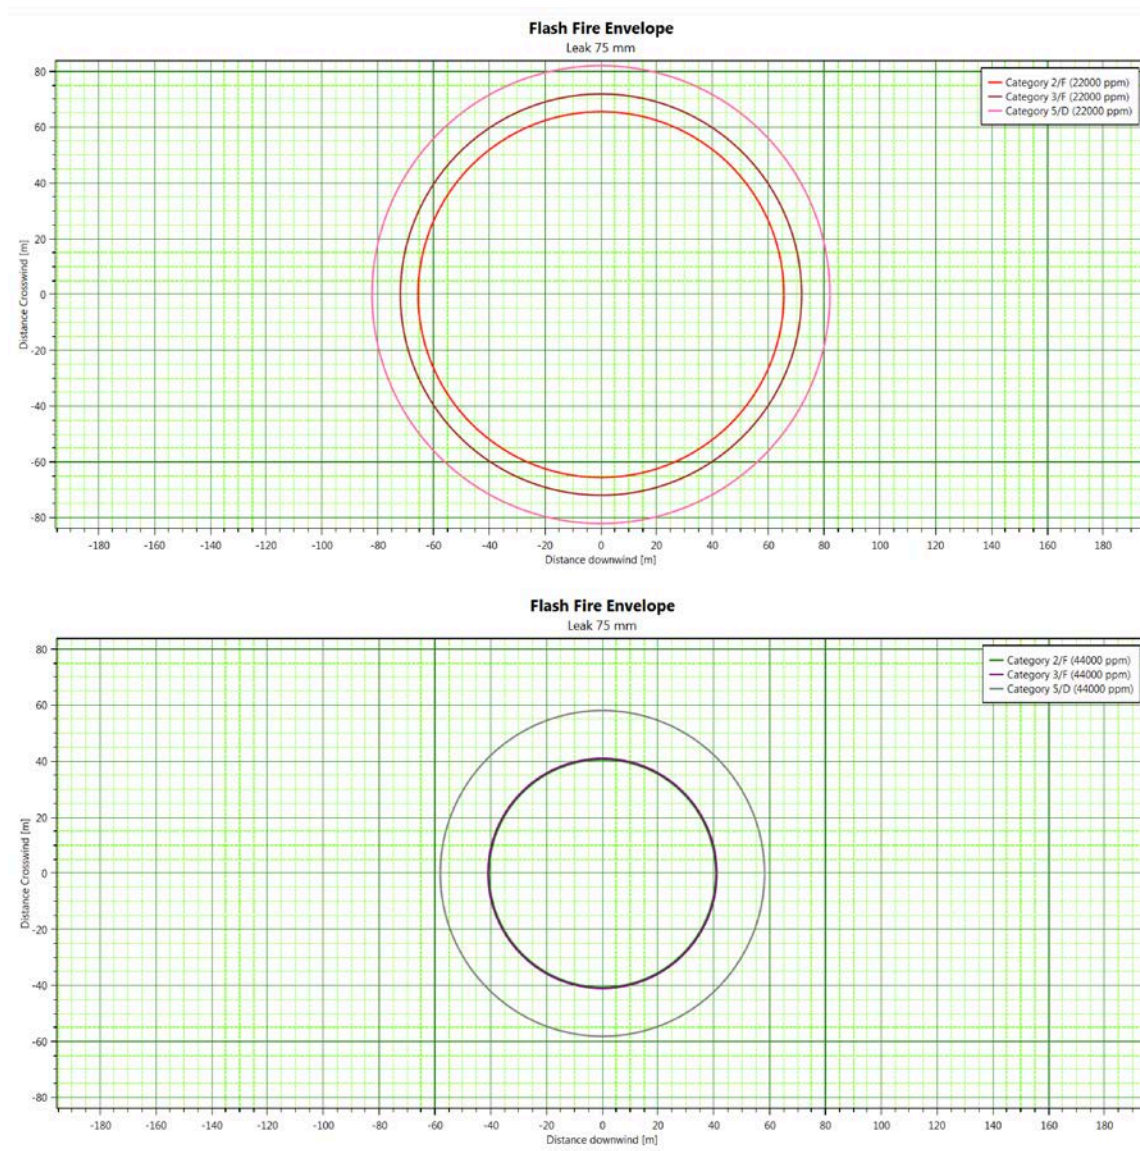 Flash Fire Envelope
Leak 75 mm
Category 2/F (22000 ppm)
Category 3/F (22000 ppm)
Category 5/D (22000 ppm)
80
60
40
20
0
-20
-40
-60
-80
Distance Crosswind [m]
-180 -160 -140 -120 -100 -80 -60 -40 -20 0 20 40 60 80 100 120 140 160 180
Distance downwind [m]
Flash Fire Envelope
Leak 75 mm
Category 2/F (44000 ppm)
Category 3/F (44000 ppm)
Category 5/D (44000 ppm)
80
60
40
20
0
-20
-40
-60
-80
Distance Crosswind [m]
-180 -160 -140 -120 -100 -80 -60 -40 -20 0 20 40 60 80 100 120 140 160 180
Distance downwind [m]